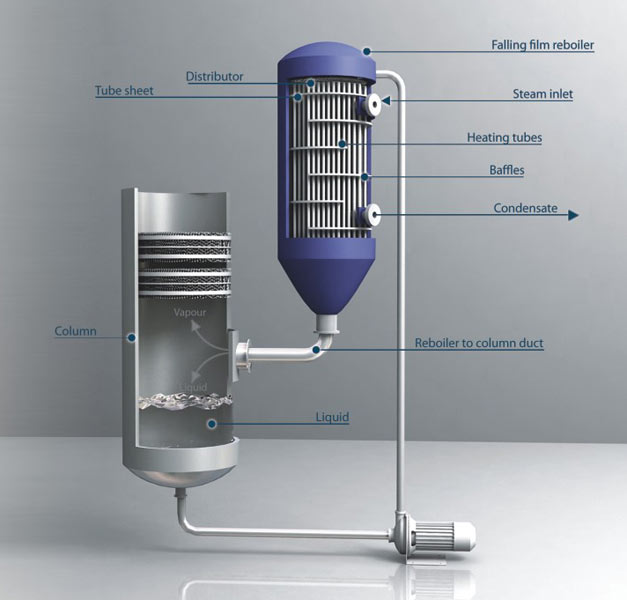 Falling film reboiler
Distributor
Tube sheet
Steam inlet
Heating tubes
Baffles
Condensate
Vapour
Column
Reboiler to column duct
Liquid
Liquid